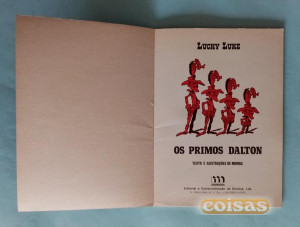 LUCKY LUKE
OS PRIMOS DALTON
TEXTO E ILUSTRAÇÕES DE MORRIS
coisas